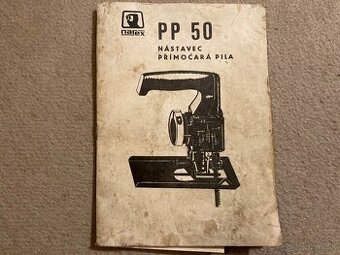 narex
PP 50
NÁSTAVEC
PŘÍMOČARÁ PILA